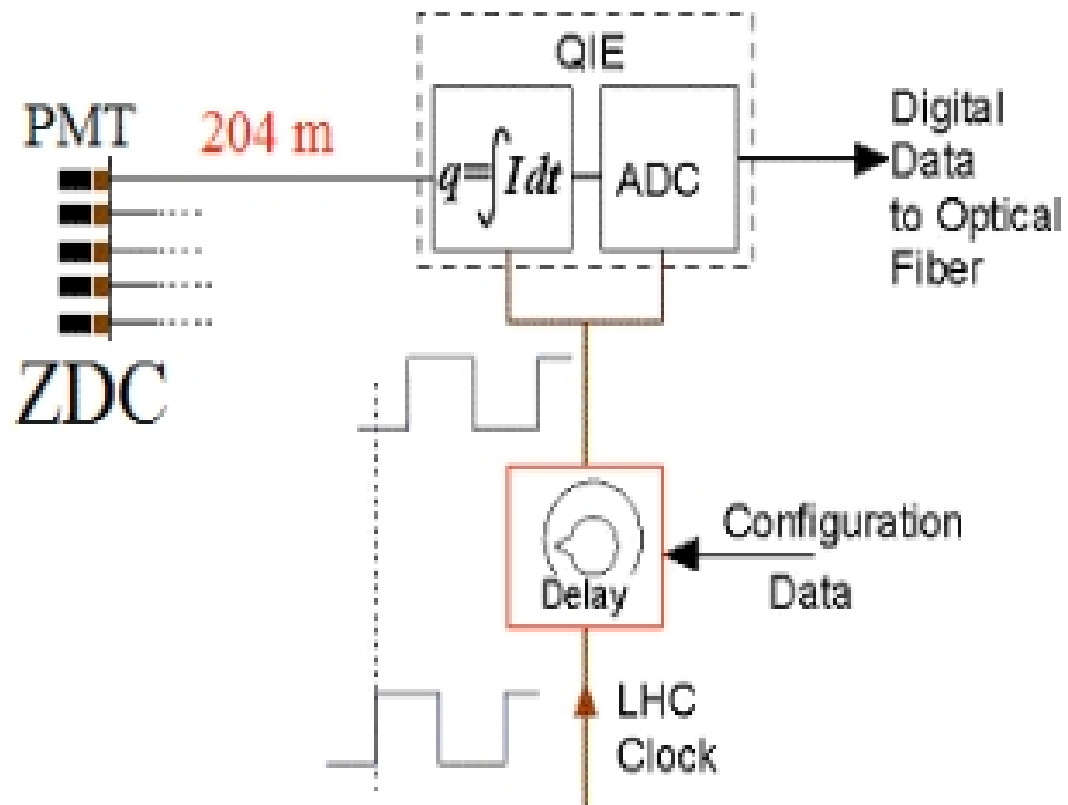 QIE
PMT
204 m
q=∫Idt
ADC
Digital
Data
to Optical
Fiber
ZDC
Delay
Configuration
Data
LHC
Clock